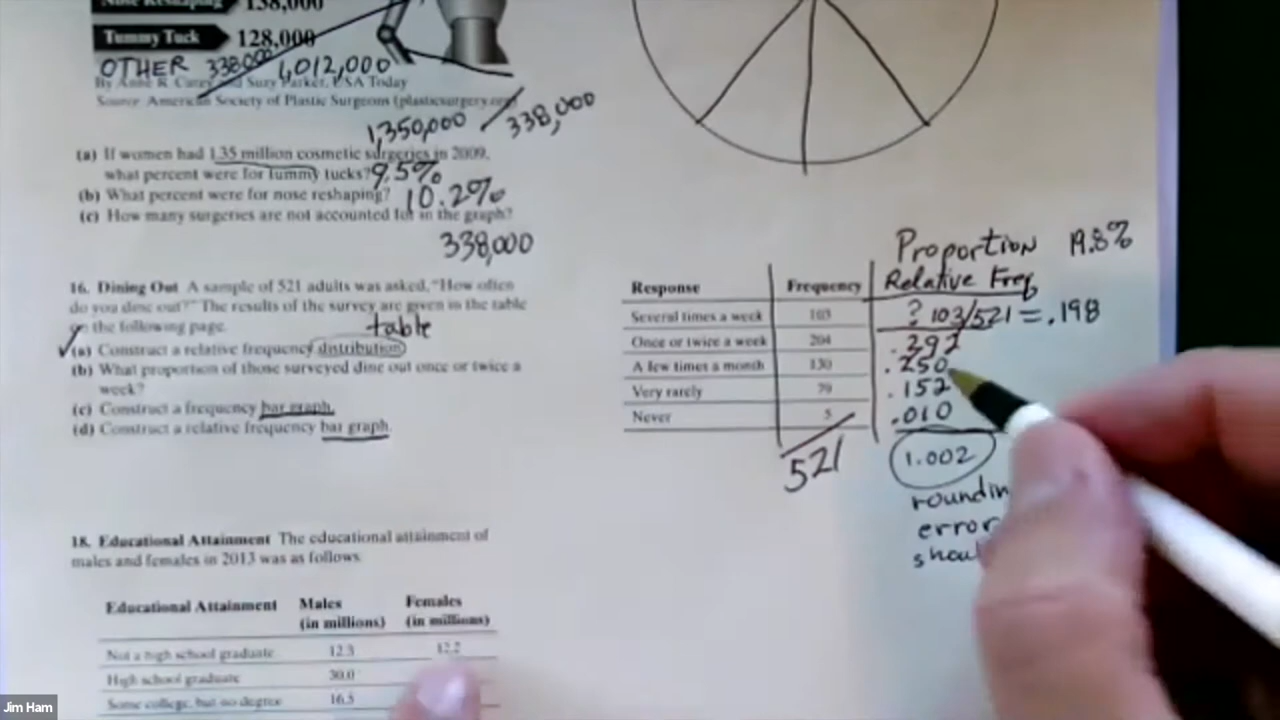 Nose Reshaping 138,000
Tummy Tuck 128,000
OTHER 338000 1,012,000
By Anne R. Carey and Suzy Parker, USA Today
Source: American Society of Plastic Surgeons (plasticsurgery.org)
1,350,000 338,000
(a) If women had 1.35 million cosmetic surgeries in 2009,
what percent were for tummy tucks? 9.5%
(b) What percent were for nose reshaping? 10.2%
(c) How many surgeries are not accounted for in the graph?
338,000
16. Dining Out A sample of 521 adults was asked, "How often
do you dine out?" The results of the survey are given in the table
on the following page.
table
(a) Construct a relative frequency distribution.
(b) What proportion of those surveyed dine out once or twice a
week?
(c) Construct a frequency bar graph.
(d) Construct a relative frequency bar graph.
18. Educational Attainment The educational attainment of
males and females in 2013 was as follows.
Educational Attainment Males (in millions) Females (in millions)
Not a high school graduate 12.3 12.2
High school graduate 30.0
Some college, but no degree 16.5
Proportion 19.8%
Response Frequency Relative Freq
Several times a week 103 ? 103/521 = .198
Once or twice a week 204 .392
A few times a month 130 .250
Very rarely 79 .152
Never 5 .010
521 1.002
rounding
error
Jim Ham